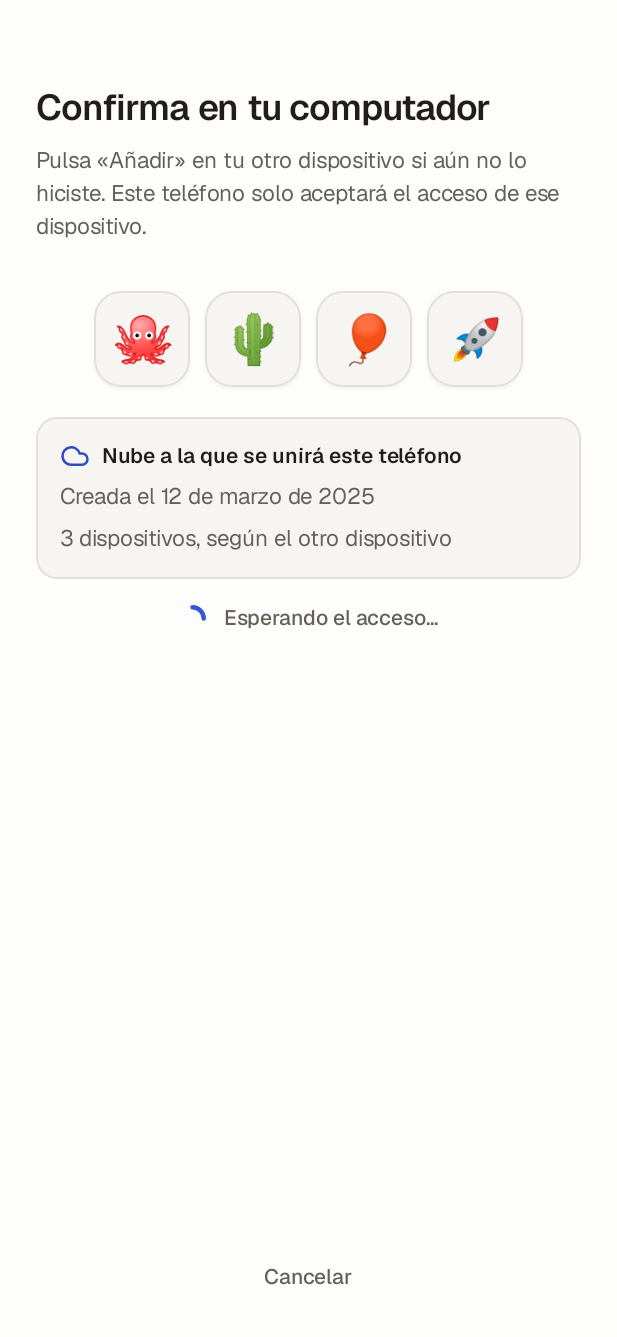 Confirma en tu computador
Pulsa «Añadir» en tu otro dispositivo si aún no lo
hiciste. Este teléfono solo aceptará el acceso de ese
dispositivo.
Nube a la que se unirá este teléfono
Creada el 12 de marzo de 2025
3 dispositivos, según el otro dispositivo
Esperando el acceso…
Cancelar